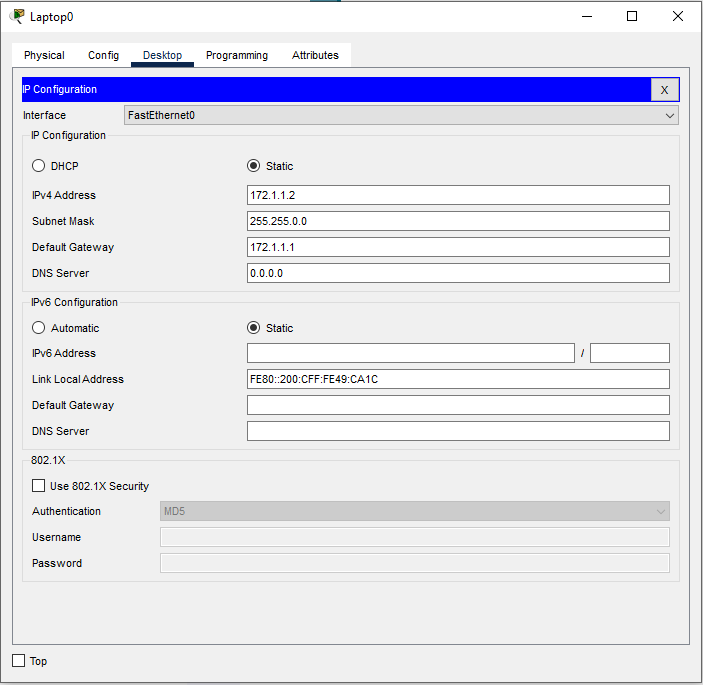 Laptop0
Physical Config Desktop Programming Attributes
IP Configuration X
Interface FastEthernet0
IP Configuration
DHCP Static
IPv4 Address 172.1.1.2
Subnet Mask 255.255.0.0
Default Gateway 172.1.1.1
DNS Server 0.0.0.0
IPv6 Configuration
Automatic Static
IPv6 Address /
Link Local Address FE80::200:CFF:FE49:CA1C
Default Gateway
DNS Server
802.1X
Use 802.1X Security
Authentication MD5
Username
Password
Top